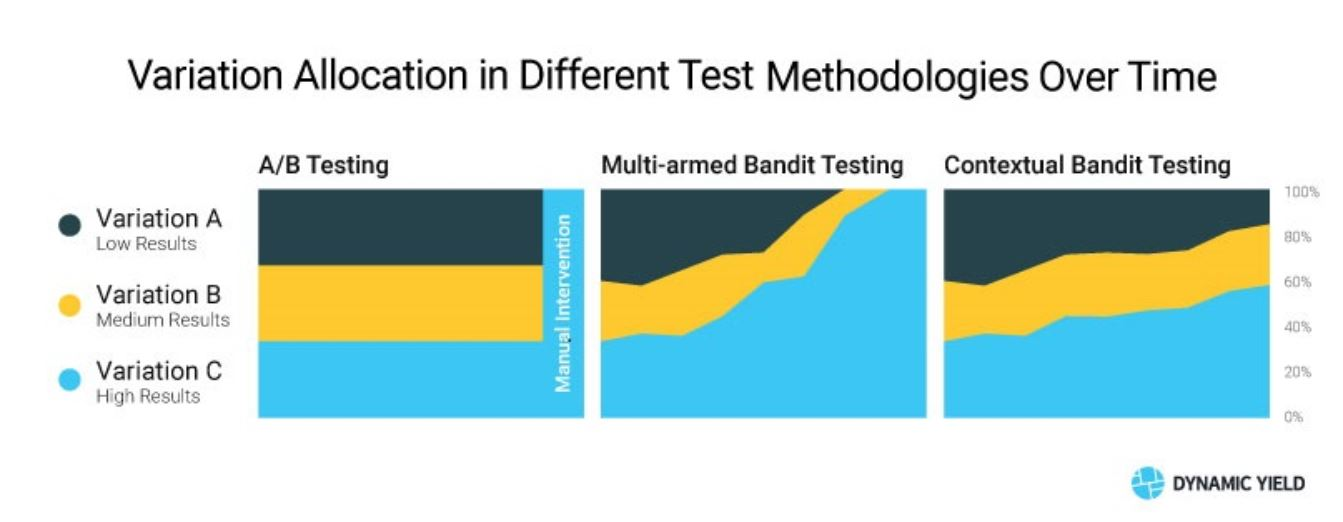 Variation Allocation in Different Test Methodologies Over Time
A/B Testing
Multi-armed Bandit Testing
Contextual Bandit Testing
Variation A
Low Results
Variation B
Medium Results
Variation C
High Results
Manual Intervention
100%
80%
60%
40%
20%
0%
DYNAMIC YIELD